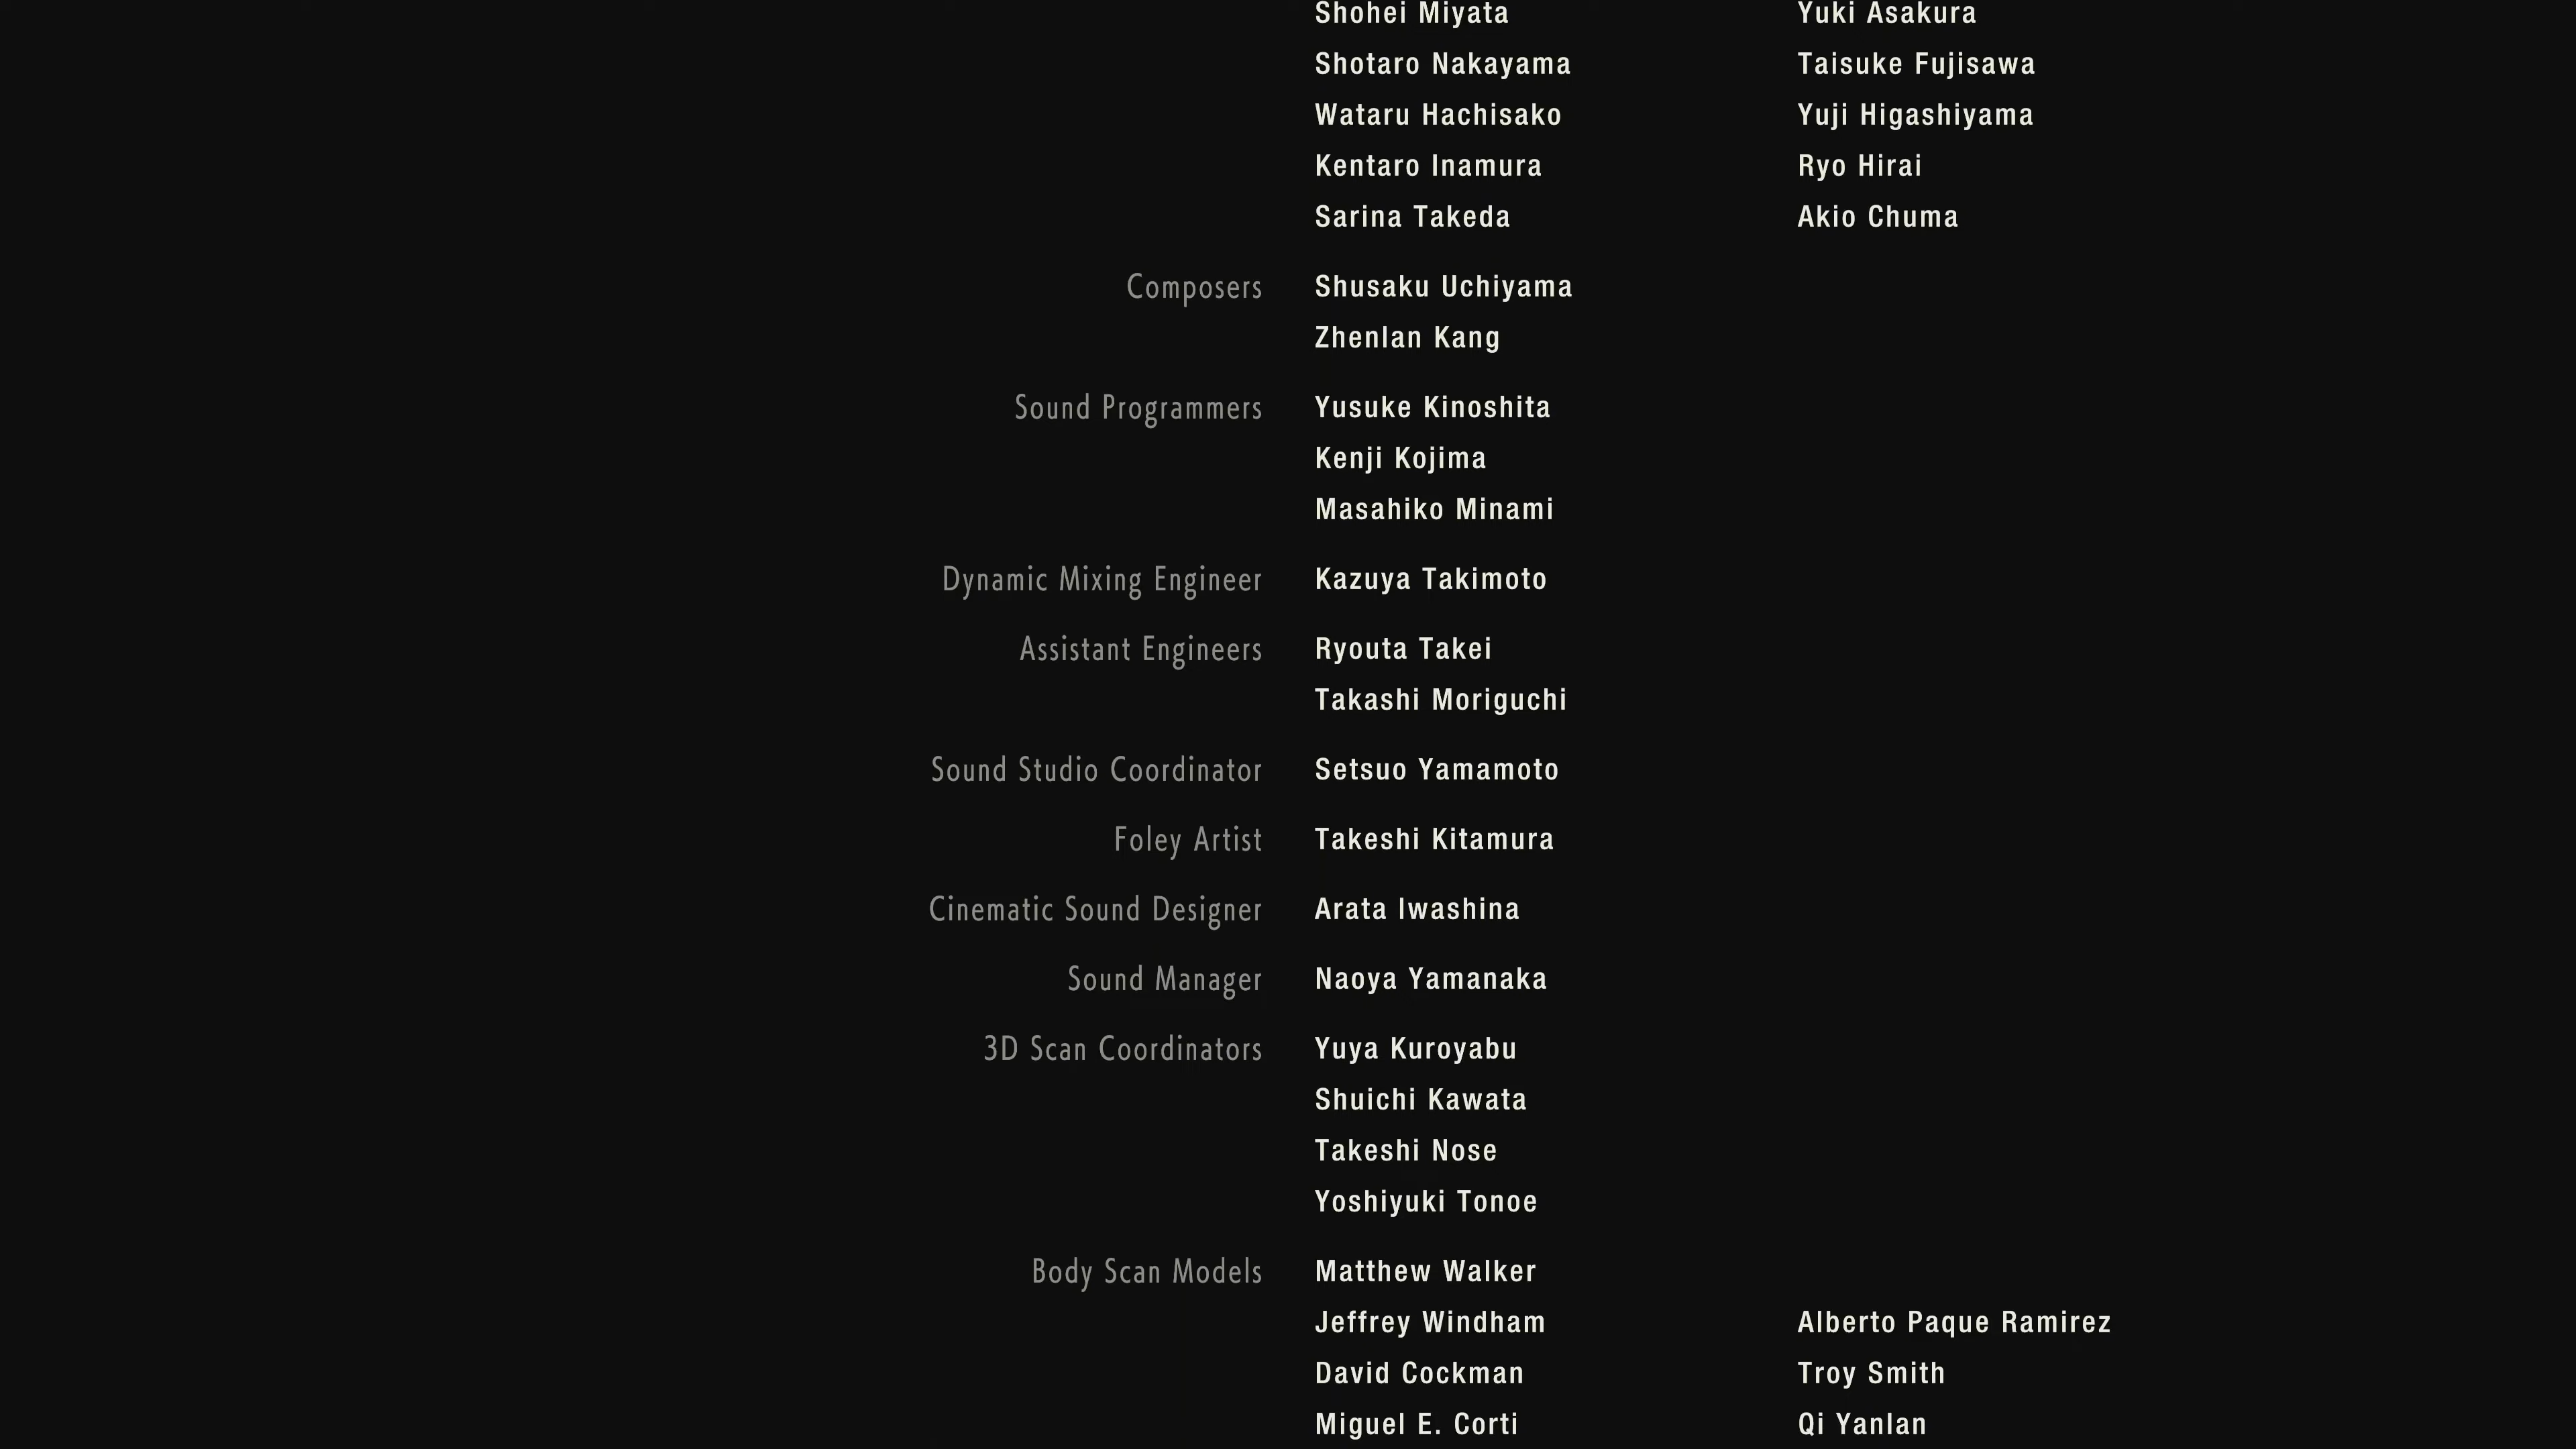 Shohei Miyata Yuki Asakura
Shotaro Nakayama Taisuke Fujisawa
Wataru Hachisako Yuji Higashiyama
Kentaro Inamura Ryo Hirai
Sarina Takeda Akio Chuma
Composers Shusaku Uchiyama
Zhenlan Kang
Sound Programmers Yusuke Kinoshita
Kenji Kojima
Masahiko Minami
Dynamic Mixing Engineer Kazuya Takimoto
Assistant Engineers Ryouta Takei
Takashi Moriguchi
Sound Studio Coordinator Setsuo Yamamoto
Foley Artist Takeshi Kitamura
Cinematic Sound Designer Arata Iwashina
Sound Manager Naoya Yamanaka
3D Scan Coordinators Yuya Kuroyabu
Shuichi Kawata
Takeshi Nose
Yoshiyuki Tonoe
Body Scan Models Matthew Walker
Jeffrey Windham Alberto Paque Ramirez
David Cockman Troy Smith
Miguel E. Corti Qi Yanlan